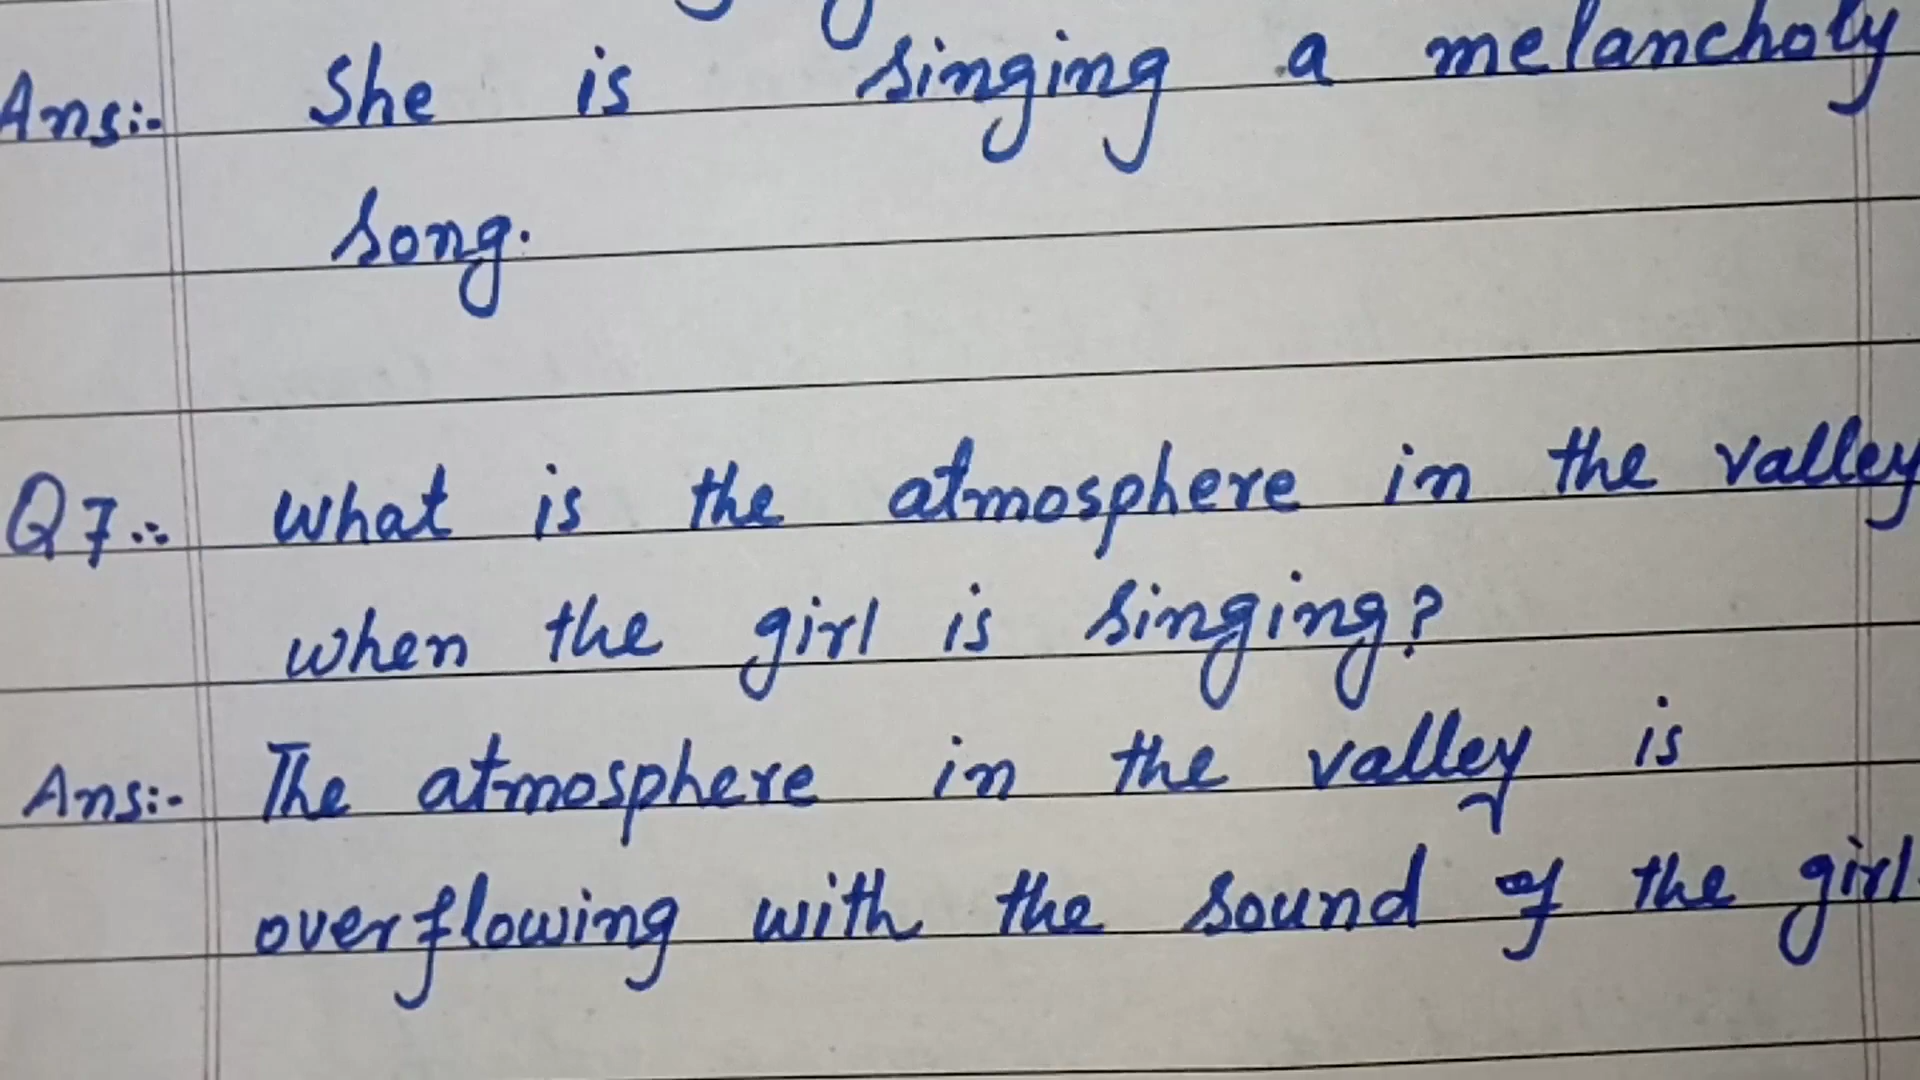 Ans:- She is singing a melancholy
song.
Q7:- What is the atmosphere in the valley
when the girl is singing?
Ans:- The atmosphere in the valley is
overflowing with the sound of the girl.